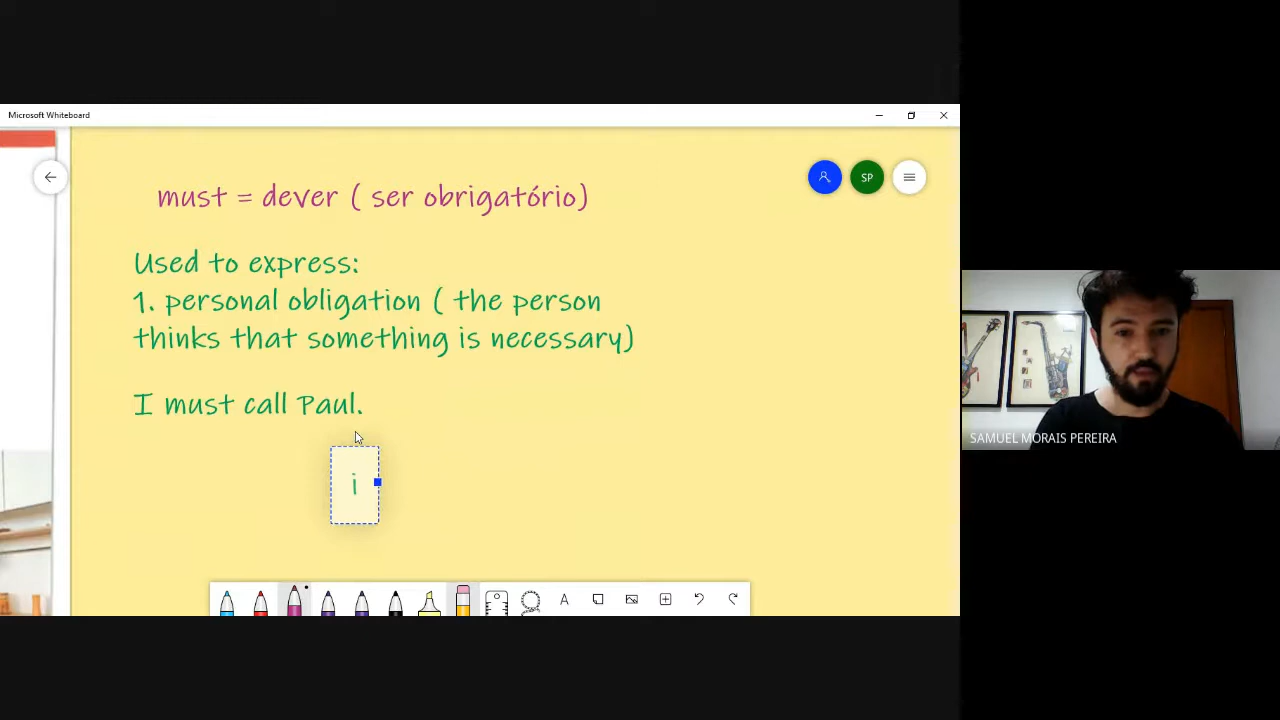 Microsoft Whiteboard
must = dever ( ser obrigatório)
SP
Used to express:
1. personal obligation ( the person
thinks that something is necessary)
I must call Paul.
i
SAMUEL MORAIS PEREIRA
A